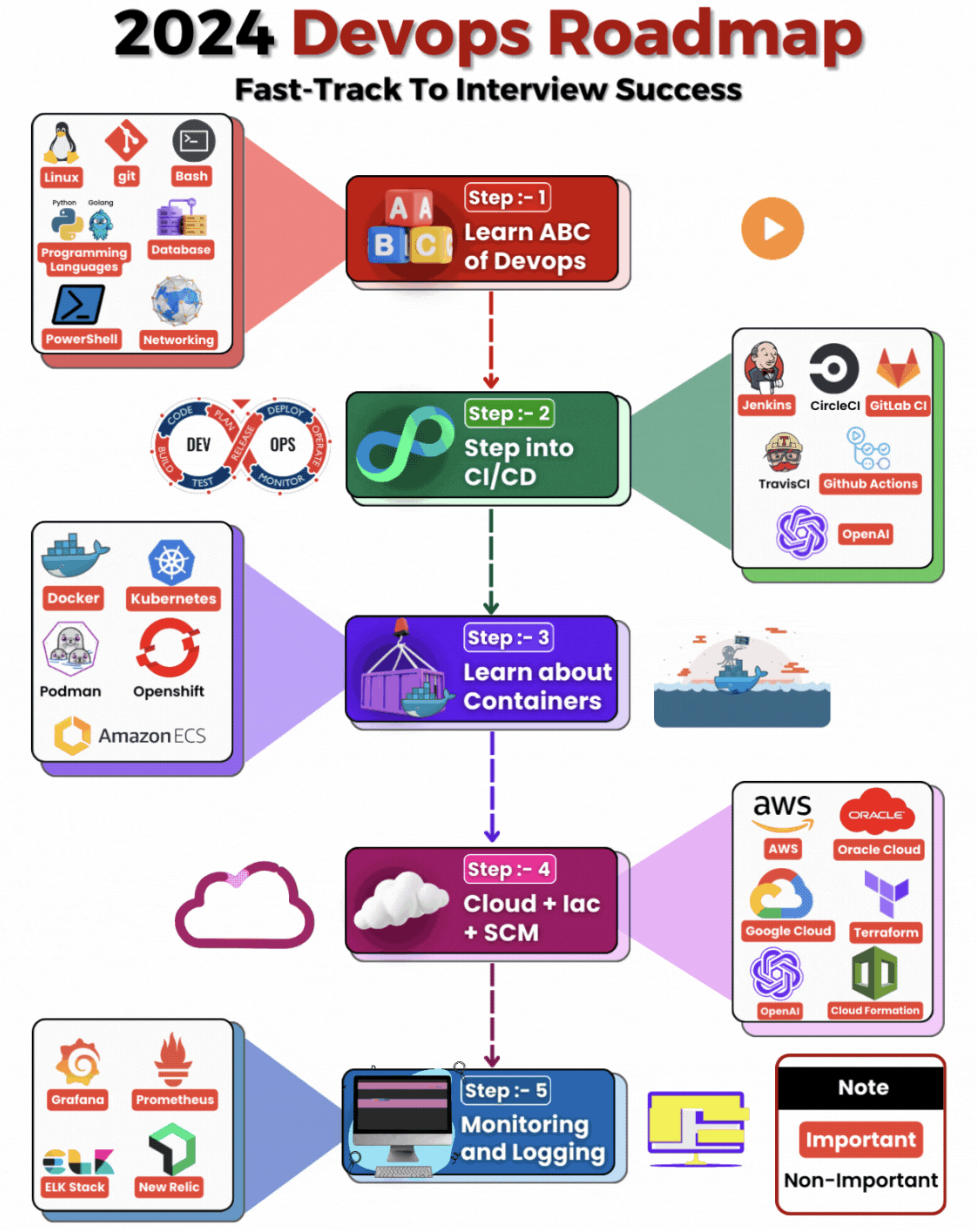 2024 Devops Roadmap
Fast-Track To Interview Success
Linux
git
Bash
Python
Golang
Programming
Languages
Database
PowerShell
Networking
A A
B C
Step :- 1
Learn ABC
of Devops
Jenkins
CircleCI
GitLab CI
TravisCI
Github Actions
OpenAI
CODE
PLAN
RELEASE
DEPLOY
OPERATE
MONITOR
TEST
BUILD
DEV
OPS
Step :- 2
Step into
CI/CD
Docker
Kubernetes
Podman
Openshift
Amazon ECS
Step :- 3
Learn about
Containers
aws
AWS
ORACLE
Oracle Cloud
Google Cloud
Terraform
OpenAI
Cloud Formation
Step :- 4
Cloud + Iac
+ SCM
Grafana
Prometheus
ELK
ELK Stack
New Relic
Step :- 5
Monitoring
and Logging
Note
Important
Non-Important